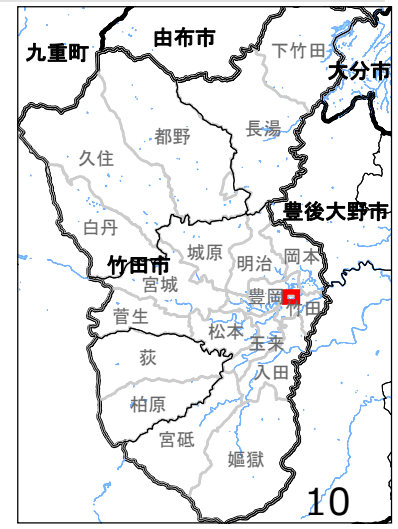 由布市
九重町
下竹田
大分市
都野
長湯
久住
白丹
豊後大野市
城原
岡本
明治
竹田市
宮城
豊岡
竹田
菅生
松本
玉来
荻
入田
柏原
宮砥
嫗獄
10